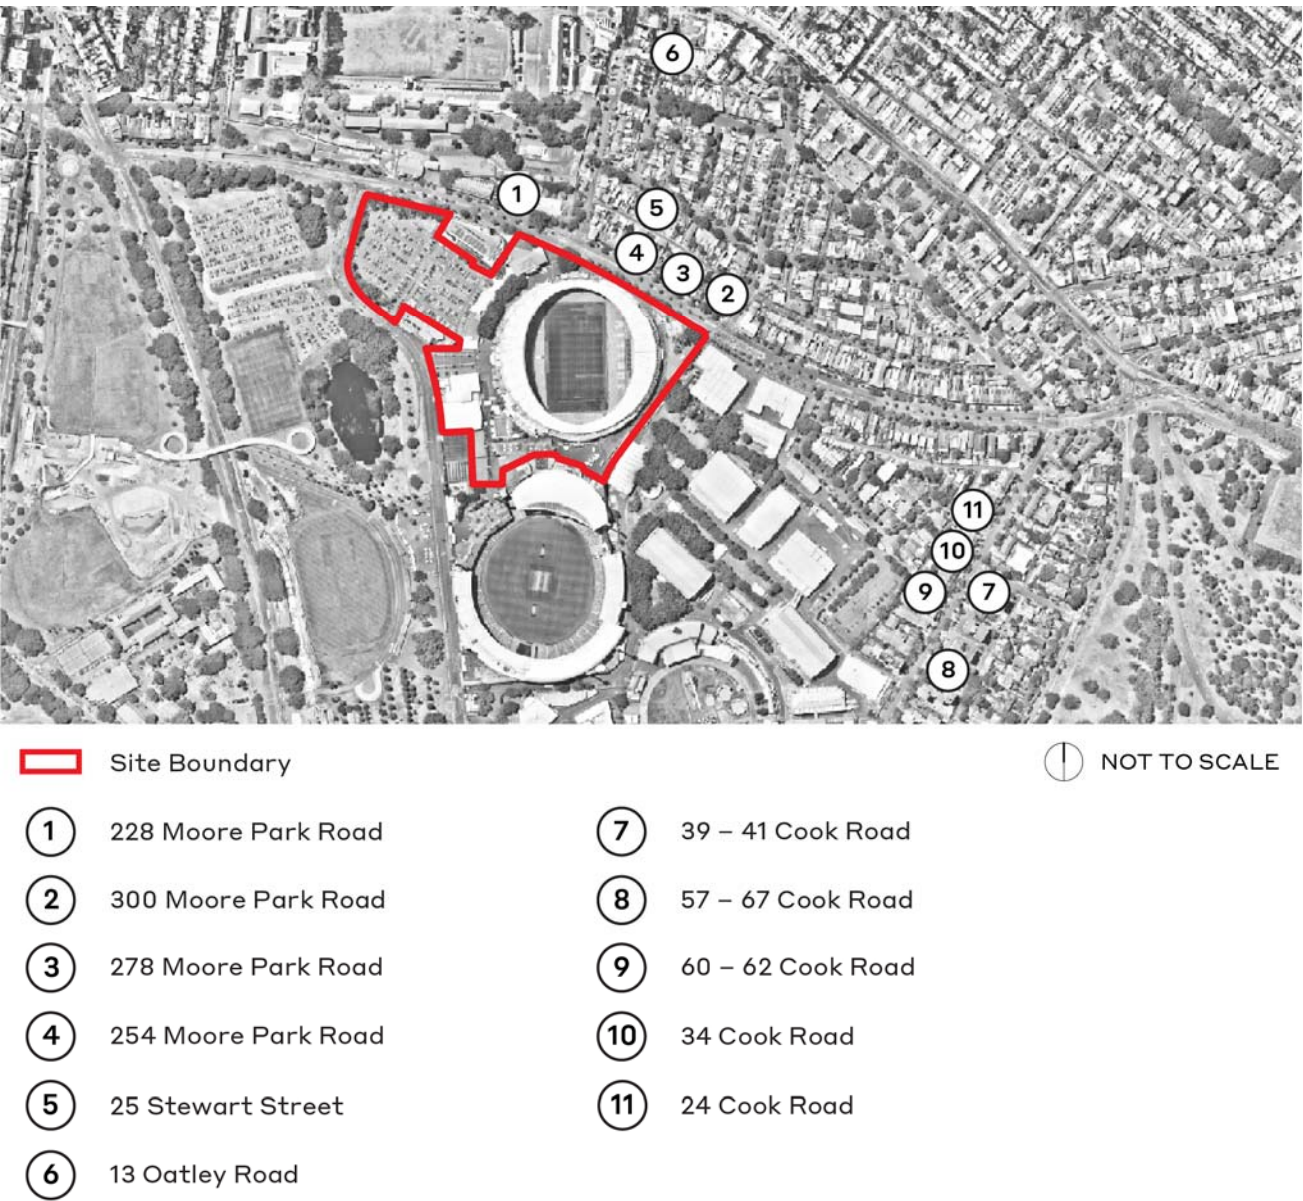 6
1
5
4
3
2
11
10
9
7
8
Site Boundary
NOT TO SCALE
1 228 Moore Park Road
2 300 Moore Park Road
3 278 Moore Park Road
4 254 Moore Park Road
5 25 Stewart Street
6 13 Oatley Road
7 39 – 41 Cook Road
8 57 – 67 Cook Road
9 60 – 62 Cook Road
10 34 Cook Road
11 24 Cook Road